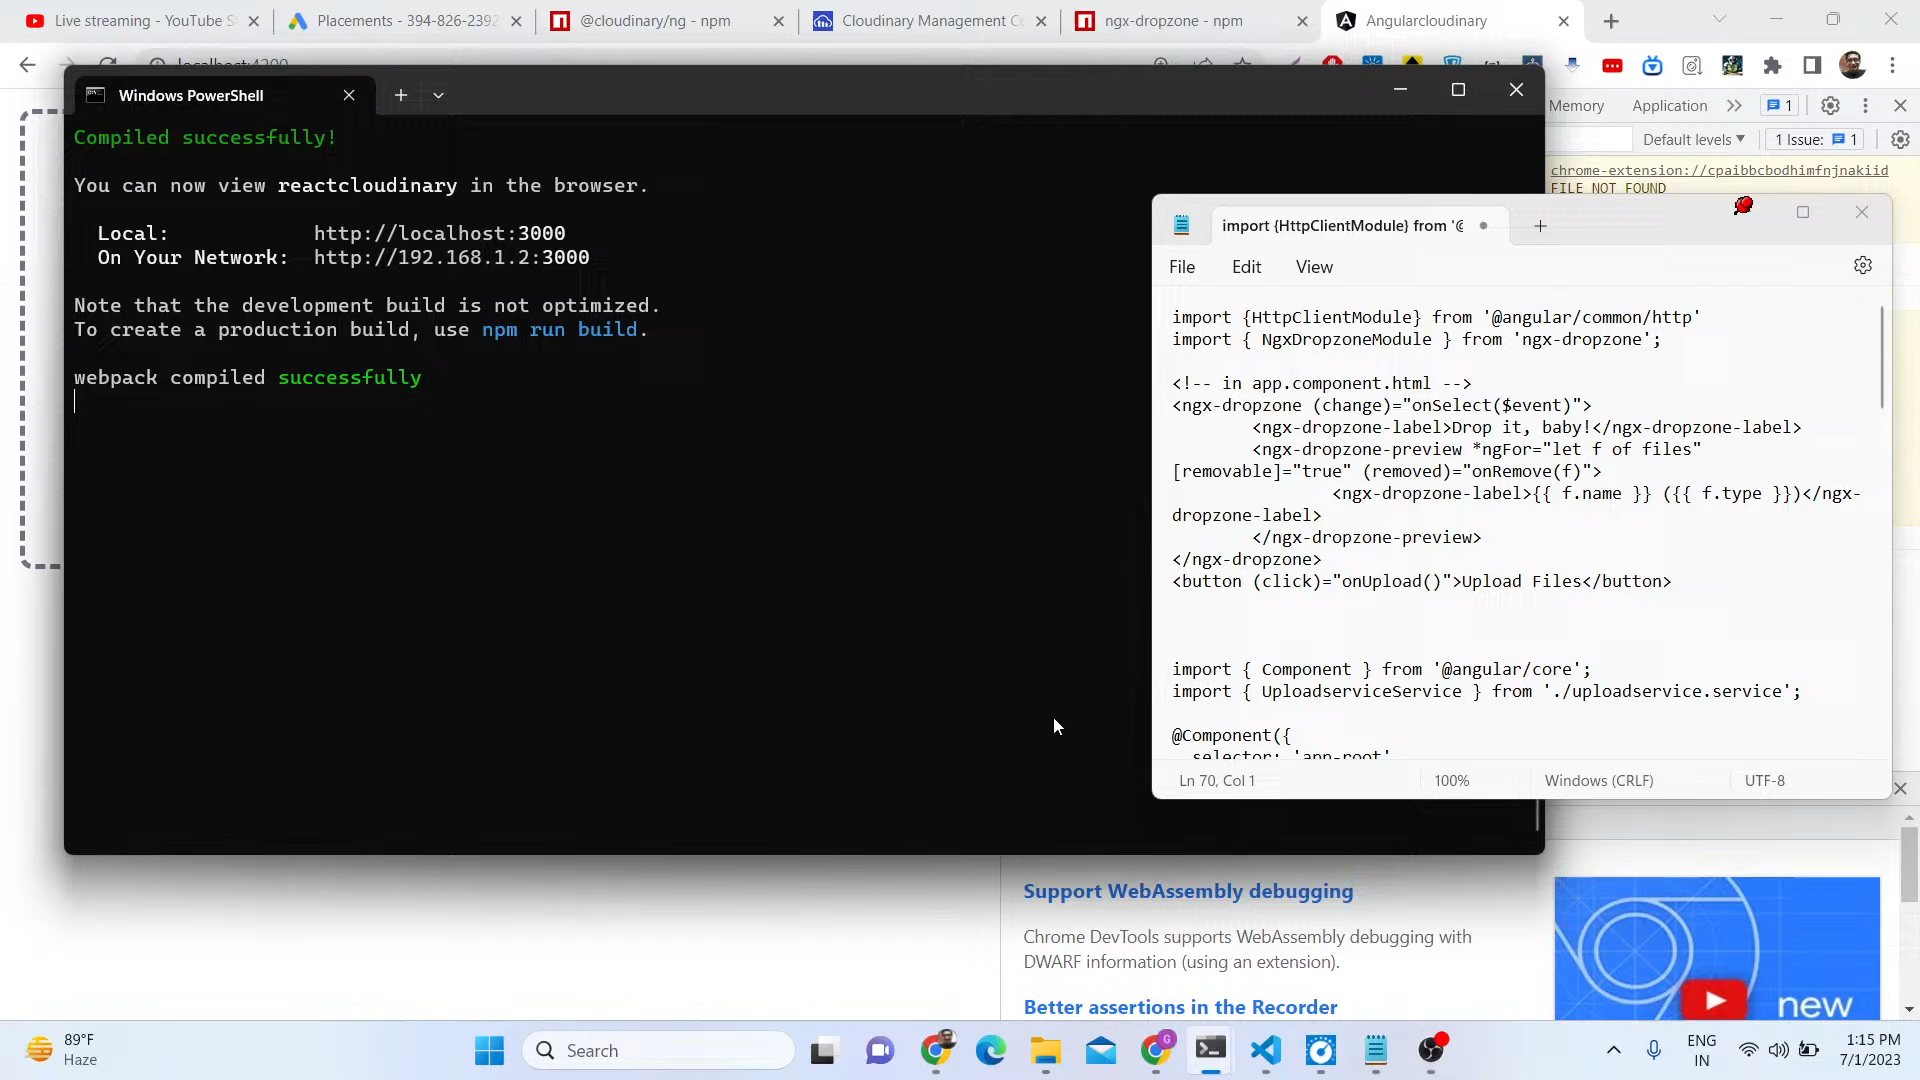 Live streaming - YouTube S
Placements - 394-826-2392
@cloudinary/ng - npm
Cloudinary Management C
ngx-dropzone - npm
Angularcloudinary
localhost:4200
Windows PowerShell
Compiled successfully!
You can now view reactcloudinary in the browser.
Local: http://localhost:3000
On Your Network: http://192.168.1.2:3000
Note that the development build is not optimized.
To create a production build, use npm run build.
webpack compiled successfully
Memory
Application
1
Default levels
1 Issue: 1
chrome-extension://cpaibbcbodhimfnjnakiid
FILE NOT FOUND
import {HttpClientModule} from '@
File
Edit
View
import {HttpClientModule} from '@angular/common/http'
import { NgxDropzoneModule } from 'ngx-dropzone';
<!-- in app.component.html -->
<ngx-dropzone (change)="onSelect($event)">
<ngx-dropzone-label>Drop it, baby!</ngx-dropzone-label>
<ngx-dropzone-preview *ngFor="let f of files"
[removable]="true" (removed)="onRemove(f)">
<ngx-dropzone-label>{{ f.name }} ({{ f.type }})</ngx-
dropzone-label>
</ngx-dropzone-preview>
</ngx-dropzone>
<button (click)="onUpload()">Upload Files</button>
import { Component } from '@angular/core';
import { UploadserviceService } from './uploadservice.service';
@Component({
selector: 'app-root'
Ln 70, Col 1
100%
Windows (CRLF)
UTF-8
Support WebAssembly debugging
Chrome DevTools supports WebAssembly debugging with
DWARF information (using an extension).
Better assertions in the Recorder
new
89°F
Haze
Search
G
ENG
IN
1:15 PM
7/1/2023